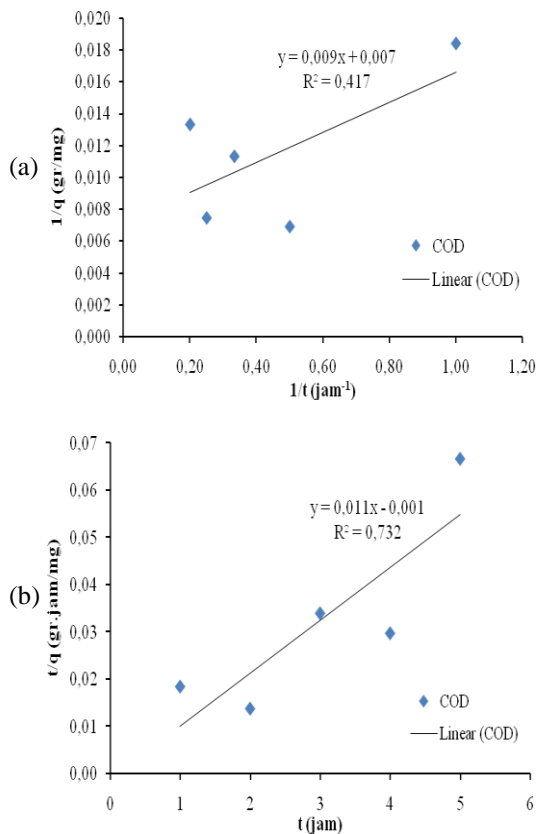 (a)
1/q (gr/mg)
0,020
0,018
0,016
0,014
0,012
0,010
0,008
0,006
0,004
0,002
0,000
y = 0,009x + 0,007
R² = 0,417
COD
Linear (COD)
0,00 0,20 0,40 0,60 0,80 1,00 1,20
1/t (jam⁻¹)
(b)
t/q (gr.jam/mg)
0,07
0,06
0,05
0,04
0,03
0,02
0,01
0,00
y = 0,011x - 0,001
R² = 0,732
COD
Linear (COD)
0 1 2 3 4 5 6
t (jam)